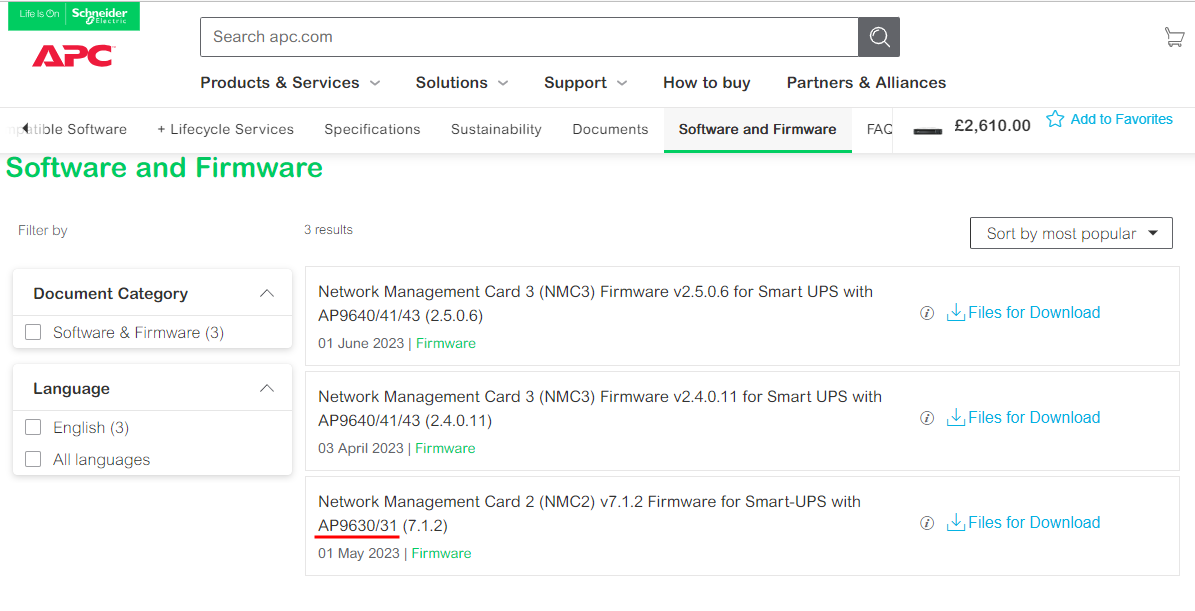 Life Is On | Schneider Electric
APC
Search apc.com
Products & Services
Solutions
Support
How to buy
Partners & Alliances
patible Software
+ Lifecycle Services
Specifications
Sustainability
Documents
Software and Firmware
FAQ
£2,610.00
Add to Favorites
Software and Firmware
Filter by
3 results
Sort by most popular
Document Category
Software & Firmware (3)
Language
English (3)
All languages
Network Management Card 3 (NMC3) Firmware v2.5.0.6 for Smart UPS with
AP9640/41/43 (2.5.0.6)
01 June 2023 | Firmware
Files for Download
Network Management Card 3 (NMC3) Firmware v2.4.0.11 for Smart UPS with
AP9640/41/43 (2.4.0.11)
03 April 2023 | Firmware
Files for Download
Network Management Card 2 (NMC2) v7.1.2 Firmware for Smart-UPS with
AP9630/31 (7.1.2)
01 May 2023 | Firmware
Files for Download